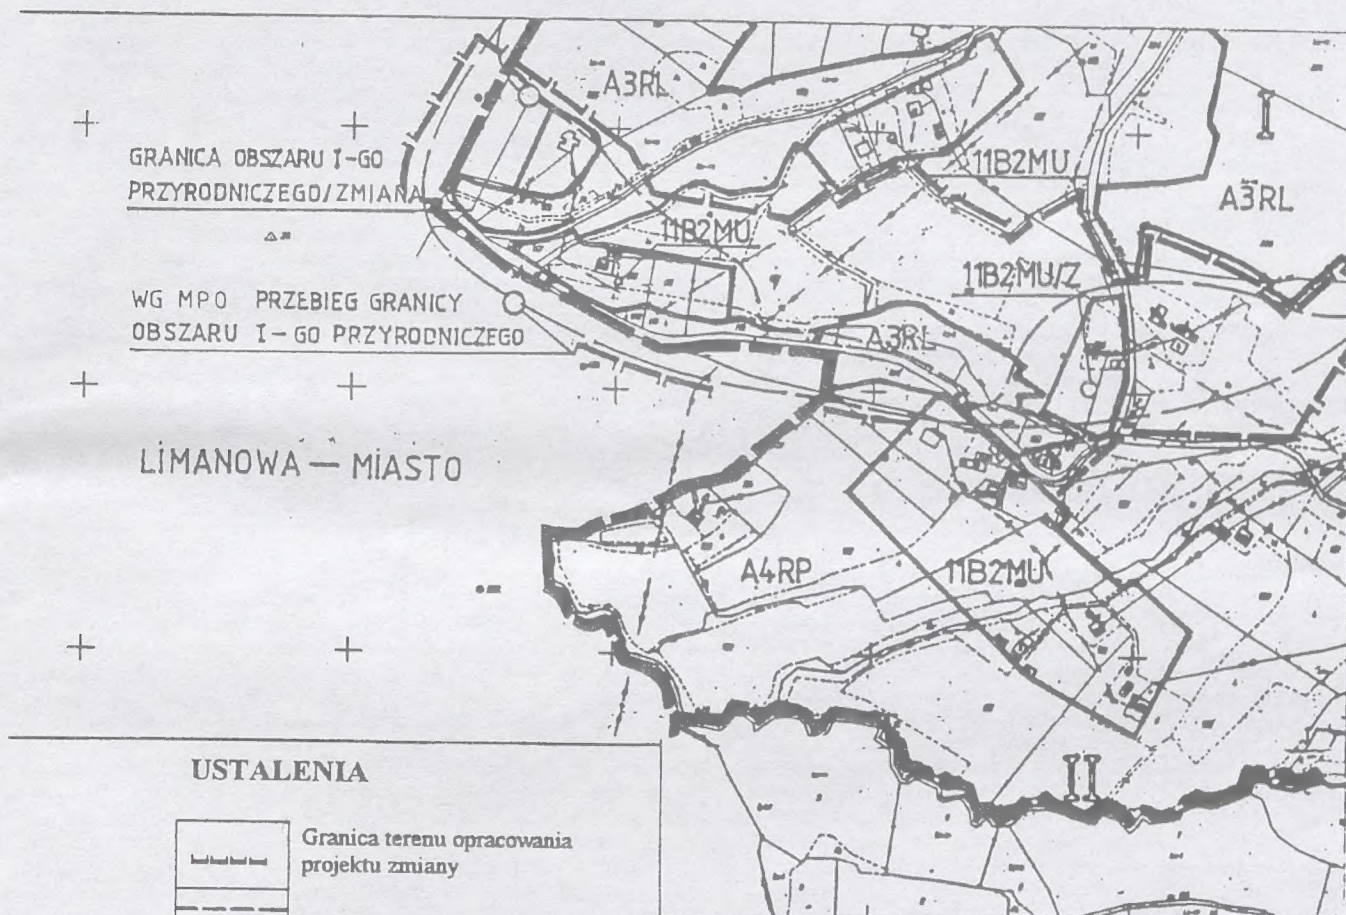 A3RL
I
GRANICA OBSZARU I-GO
PRZYRODNICZEGO/ZMIANA
11B2MU
A3RL
11B2MU
11B2MU/Z
WG MPO PRZEBIEG GRANICY
OBSZARU I-GO PRZYRODNICZEGO
A3RL
LIMANOWA — MIASTO
A4RP
11B2MU
II
USTALENIA
Granica terenu opracowania
projektu zmiany